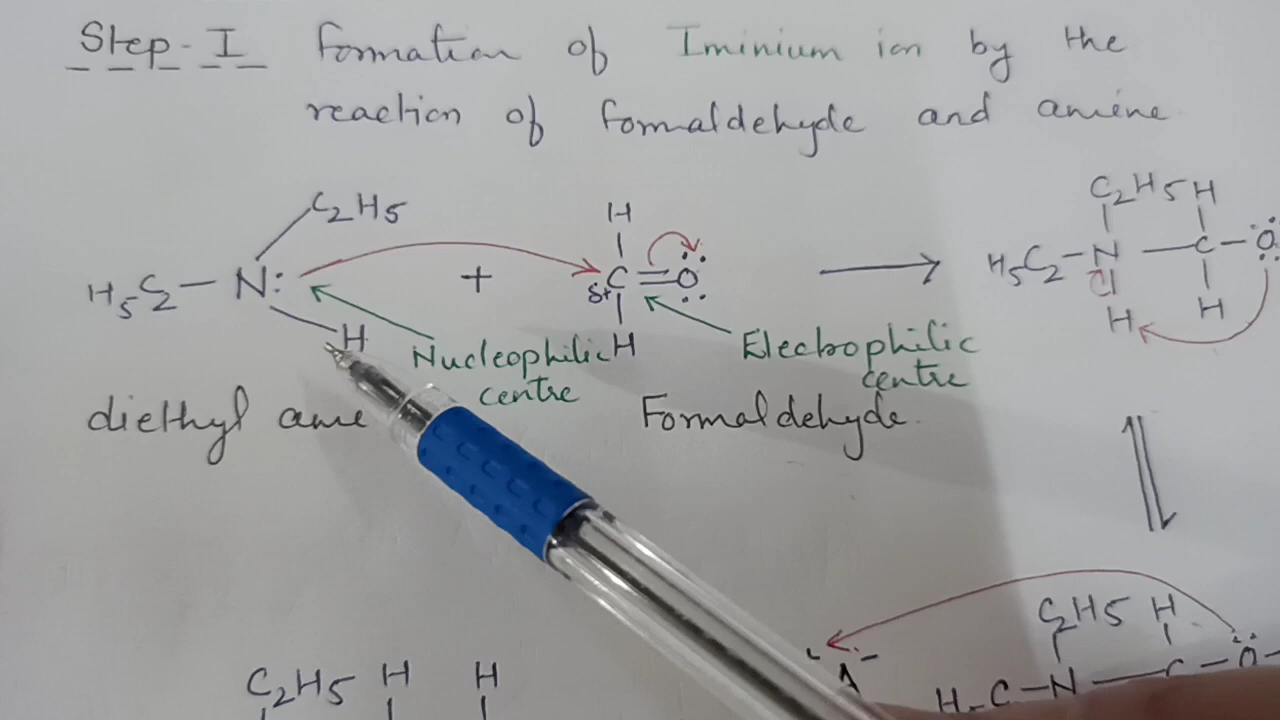 Step-I Formation of Iminium ion by the
reaction of formaldehyde and amine
C2H5
H5C2 - N:
H
+
H
δ+ C = O
H
C2H5 H
H5C2 - N - C - O
H H
Nucleophilic
centre
Electrophilic
centre
diethyl
Formaldehyde.
C2H5 H H
C2H5 H
N - C - O